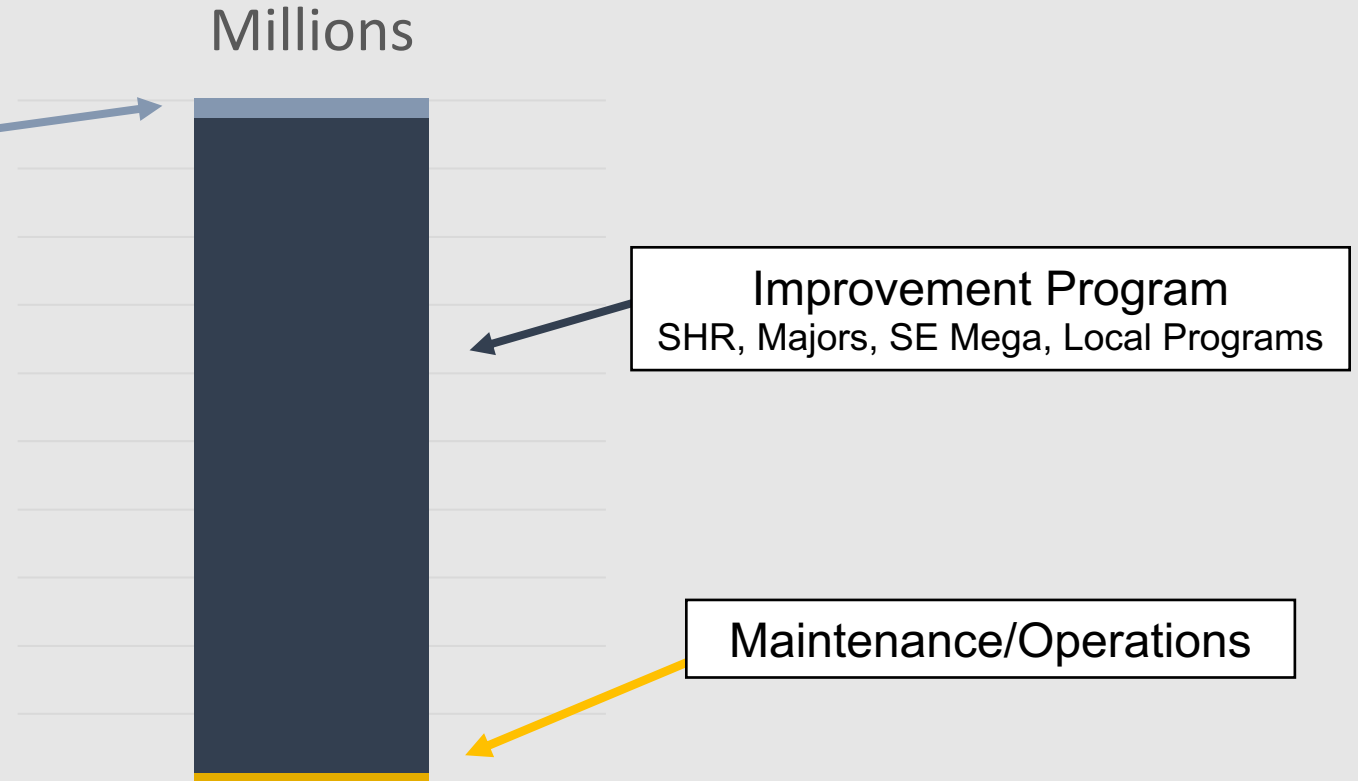 Millions
Improvement Program
SHR, Majors, SE Mega, Local Programs
Maintenance/Operations